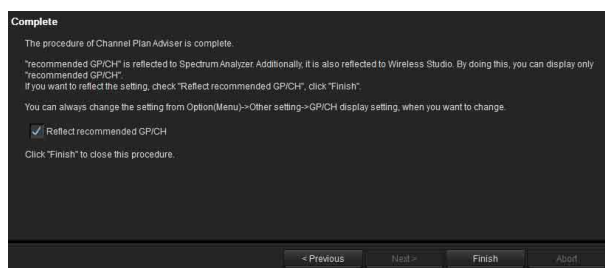 Complete
The procedure of Channel Plan Adviser is complete.
"recommended GP/CH" is reflected to Spectrum Analyzer. Additionally, it is also reflected to Wireless Studio. By doing this, you can display only
"recommended GP/CH".
If you want to reflect the setting, check "Reflect recommended GP/CH", click "Finish".
You can always change the setting from Option(Menu)->Other setting->GP/CH display setting, when you want to change.
Reflect recommended GP/CH
Click "Finish" to close this procedure.
< Previous
Next >
Finish
Abort